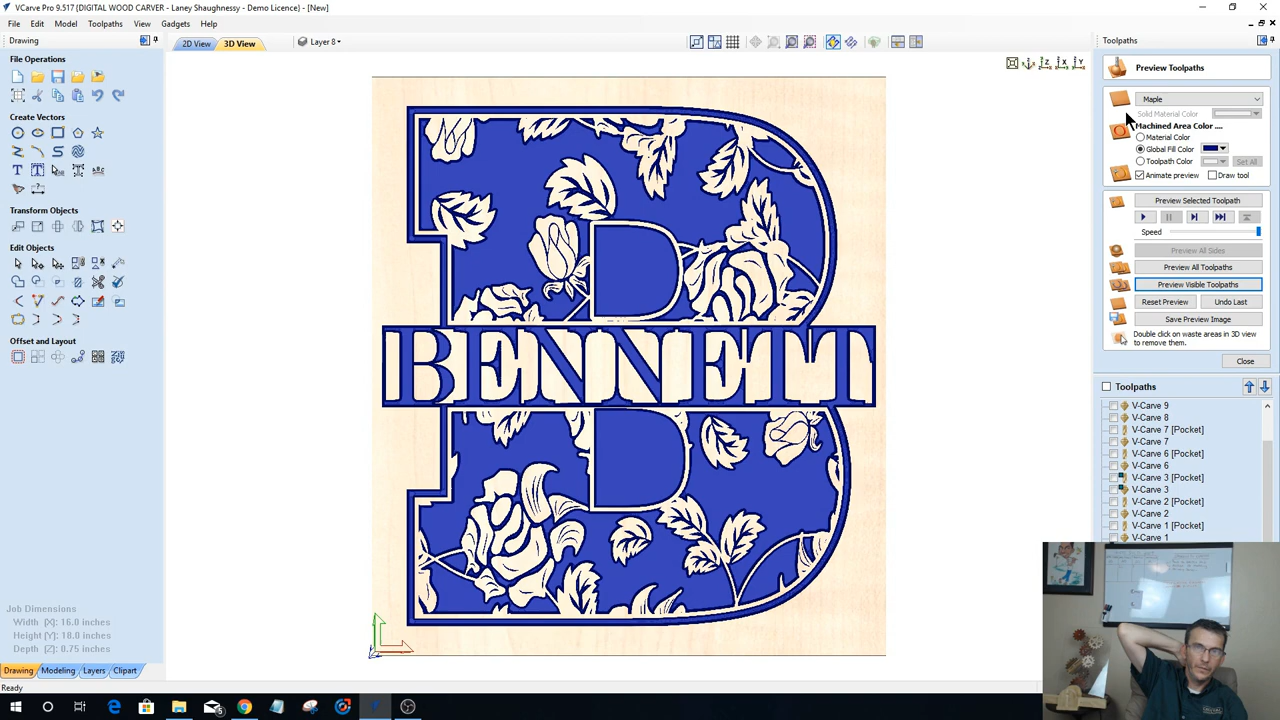 VCarve Pro 9.517 {DIGITAL WOOD CARVER - Laney Shaughnessy - Demo Licence} - [New]
File Edit Model Toolpaths View Gadgets Help
Drawing
2D View 3D View Layer 8
Toolpaths
File Operations
Create Vectors
Transform Objects
Edit Objects
Offset and Layout
Job Dimensions
Width (X): 16.0 inches
Height (Y): 18.0 inches
Depth (Z): 0.75 inches
Drawing Modeling Layers Clipart
Ready
BENNETT
Preview Toolpaths
Maple
Solid Material Color
Machined Area Color ....
Material Color
Global Fill Color
Toolpath Color Set All
Animate preview Draw tool
Preview Selected Toolpath
Speed
Preview All Sides
Preview All Toolpaths
Preview Visible Toolpaths
Reset Preview Undo Last
Save Preview Image
Double click on waste areas in 3D view
to remove them.
Close
Toolpaths
V-Carve 9
V-Carve 8
V-Carve 7 [Pocket]
V-Carve 7
V-Carve 6 [Pocket]
V-Carve 6
V-Carve 3 [Pocket]
V-Carve 3
V-Carve 2 [Pocket]
V-Carve 2
V-Carve 1 [Pocket]
V-Carve 1